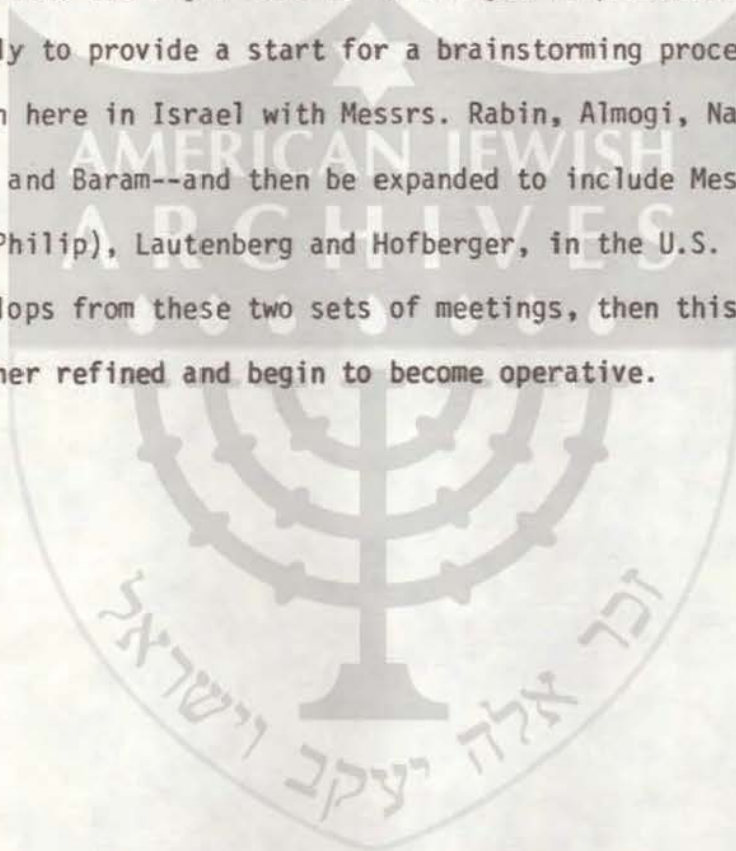 ly to provide a start for a brainstorming proce
here in Israel with Messrs. Rabin, Almogi, Na
and Baram--and then be expanded to include Mes
Philip), Lautenberg and Hofberger, in the U.S.
lops from these two sets of meetings, then this
her refined and begin to become operative.
AMERICAN JEWISH
ARCHIVES
זכר אלה יעקב וישראל